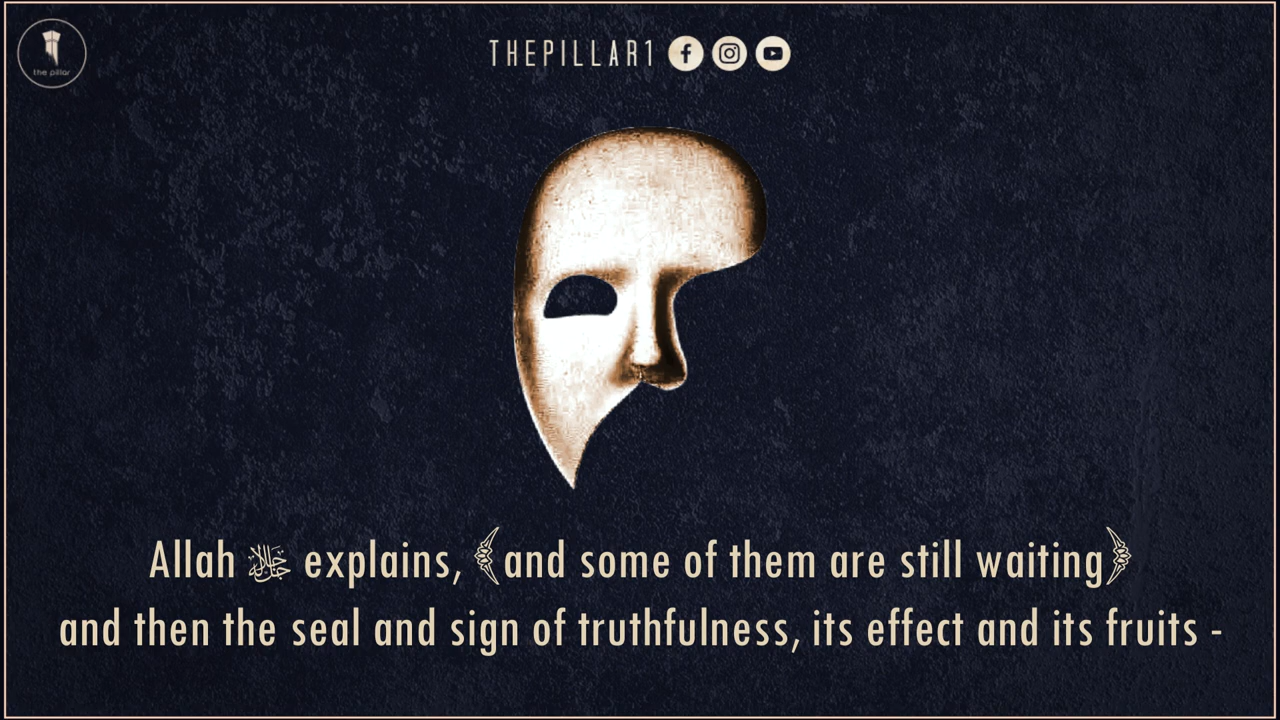 the pillar
THEPILLAR1
Allah ﷻ explains, ﴾and some of them are still waiting﴿
and then the seal and sign of truthfulness, its effect and its fruits -